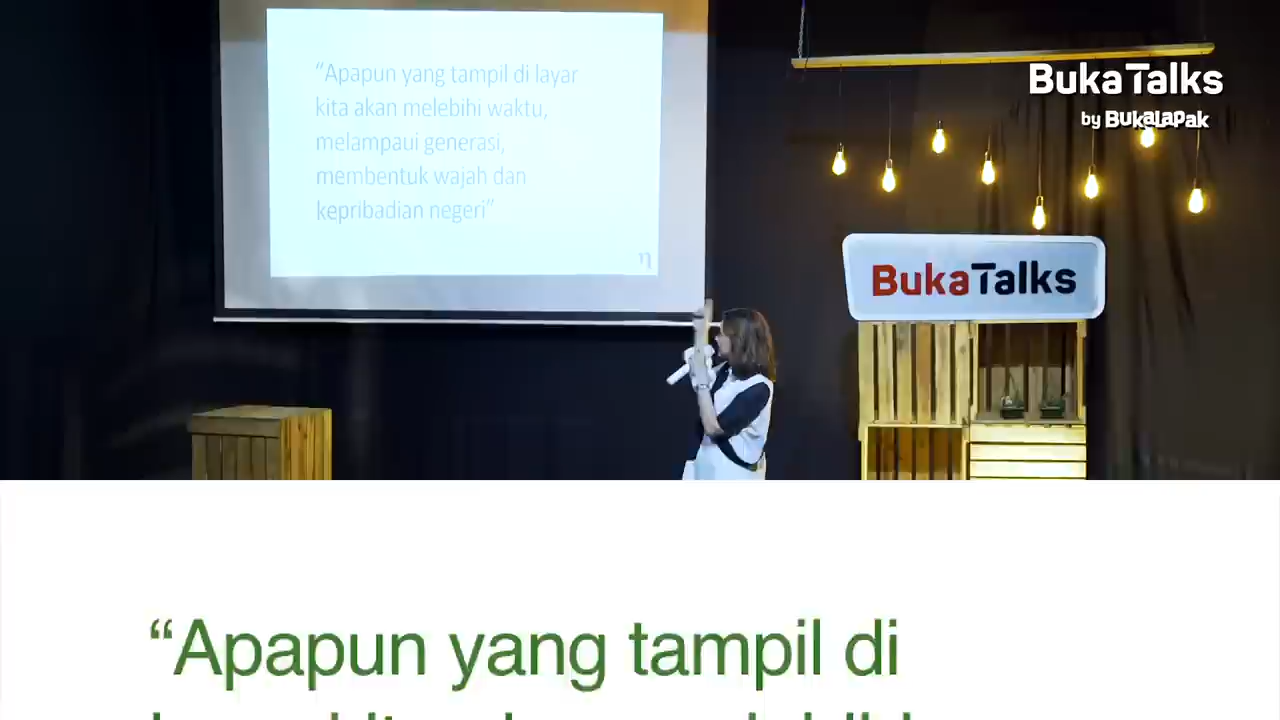 “Apapun yang tampil di layar
kita akan melebihi waktu,
melampaui generasi,
membentuk wajah dan
kepribadian negeri”
η
BukaTalks
by BukalaPak
BukaTalks
“Apapun yang tampil di